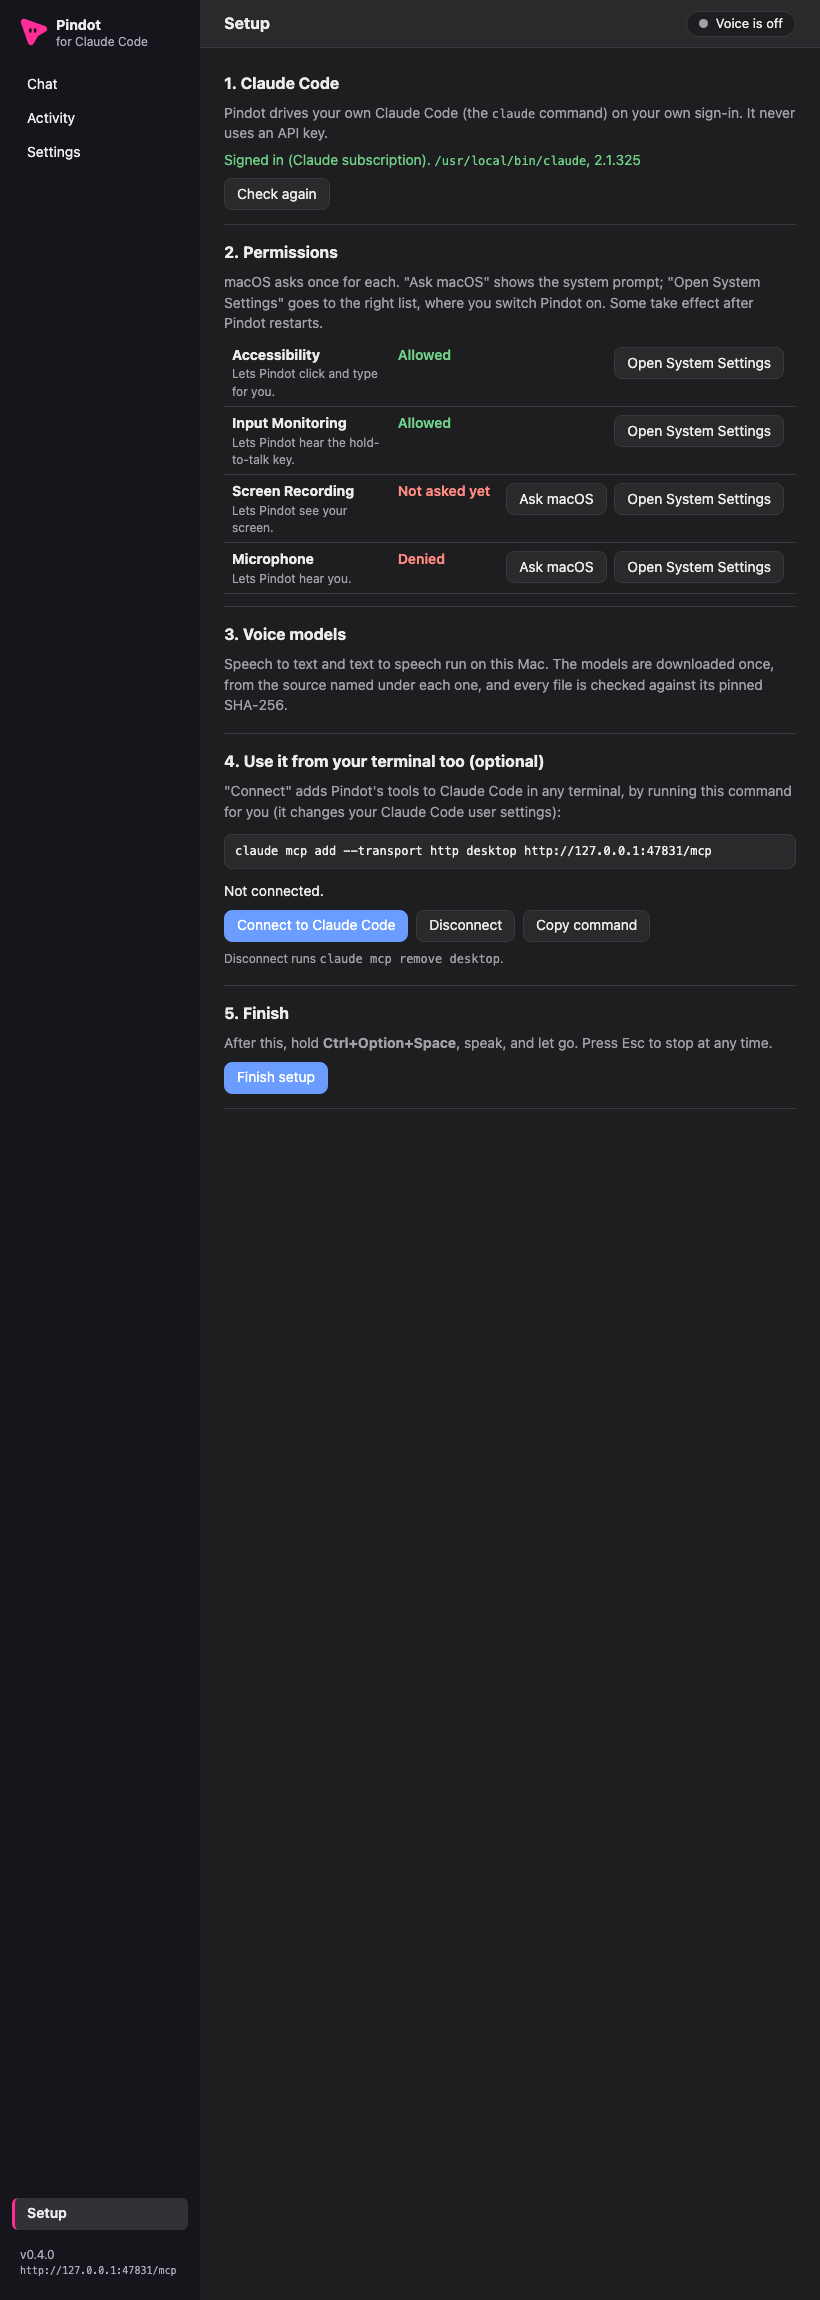 Pindot
for Claude Code
Chat
Activity
Settings
Setup
Voice is off
1. Claude Code
Pindot drives your own Claude Code (the claude command) on your own sign-in. It never
uses an API key.
Signed in (Claude subscription). /usr/local/bin/claude, 2.1.325
Check again
2. Permissions
macOS asks once for each. "Ask macOS" shows the system prompt; "Open System
Settings" goes to the right list, where you switch Pindot on. Some take effect after
Pindot restarts.
Accessibility Allowed Open System Settings
Lets Pindot click and type
for you.
Input Monitoring Allowed Open System Settings
Lets Pindot hear the hold-
to-talk key.
Screen Recording Not asked yet Ask macOS Open System Settings
Lets Pindot see your
screen.
Microphone Denied Ask macOS Open System Settings
Lets Pindot hear you.
3. Voice models
Speech to text and text to speech run on this Mac. The models are downloaded once,
from the source named under each one, and every file is checked against its pinned
SHA-256.
4. Use it from your terminal too (optional)
"Connect" adds Pindot's tools to Claude Code in any terminal, by running this command
for you (it changes your Claude Code user settings):
claude mcp add --transport http desktop http://127.0.0.1:47831/mcp
Not connected.
Connect to Claude Code Disconnect Copy command
Disconnect runs claude mcp remove desktop.
5. Finish
After this, hold Ctrl+Option+Space, speak, and let go. Press Esc to stop at any time.
Finish setup
Setup
v0.4.0
http://127.0.0.1:47831/mcp